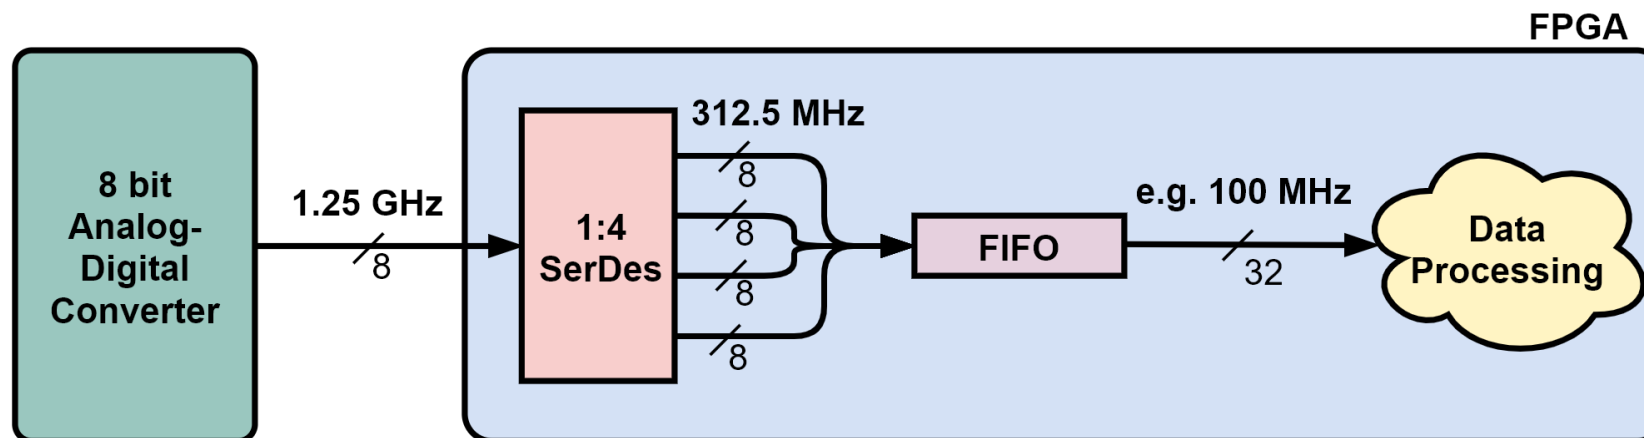 FPGA
8 bit
Analog-
Digital
Converter
1.25 GHz
8
1:4
SerDes
312.5 MHz
8
8
8
8
FIFO
e.g. 100 MHz
32
Data
Processing